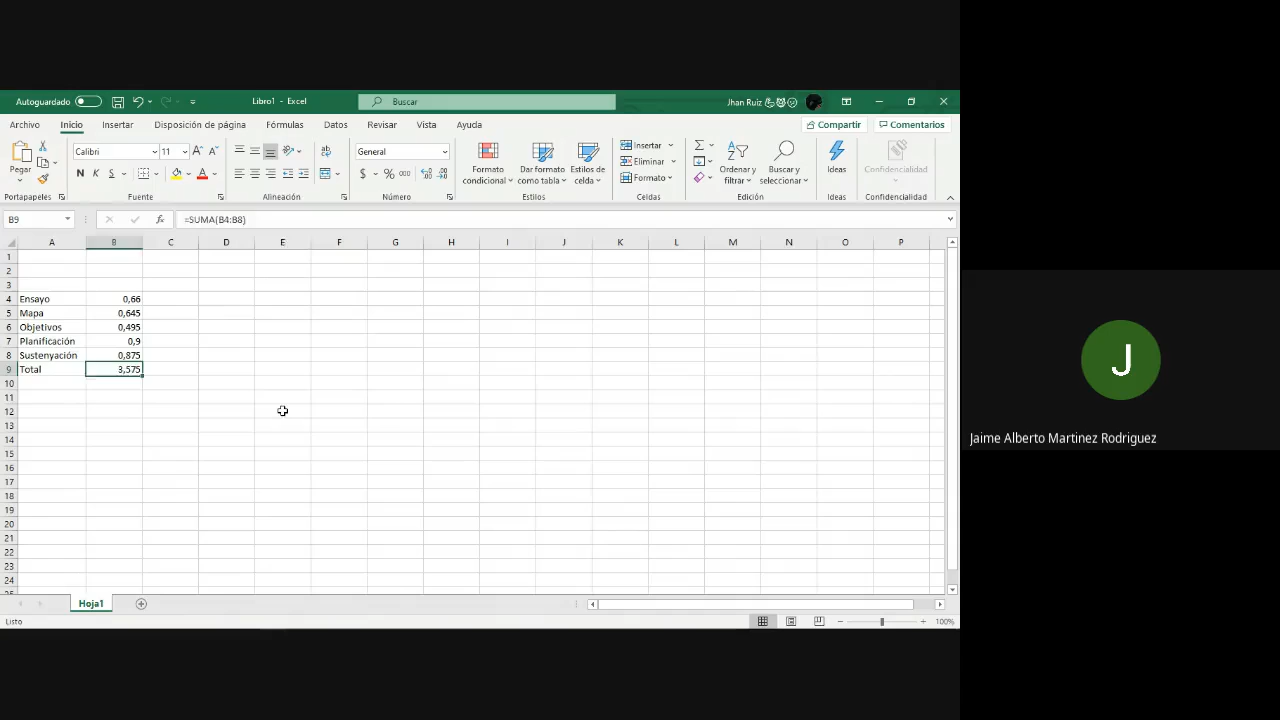 Autoguardado
Libro1 - Excel
Buscar
Jhan Ruiz
Archivo Inicio Insertar Disposición de página Fórmulas Datos Revisar Vista Ayuda
Compartir Comentarios
Pegar
Calibri 11
N K S
General
$ % 000
Formato condicional
Dar formato como tabla
Estilos de celda
Insertar
Eliminar
Formato
Ordenar y filtrar
Buscar y seleccionar
Ideas
Confidencialidad
Portapapeles Fuente Alineación Número Estilos Celdas Edición Ideas Confidencialidad
B9 fx =SUMA(B4:B8)
A B C D E F G H I J K L M N O P
1
2
3
4 Ensayo 0,66
5 Mapa 0,645
6 Objetivos 0,495
7 Planificación 0,9
8 Sustenyación 0,875
9 Total 3,575
10
11
12
13
14
15
16
17
18
19
20
21
22
23
24
Hoja1
Listo
100%
J
Jaime Alberto Martinez Rodriguez